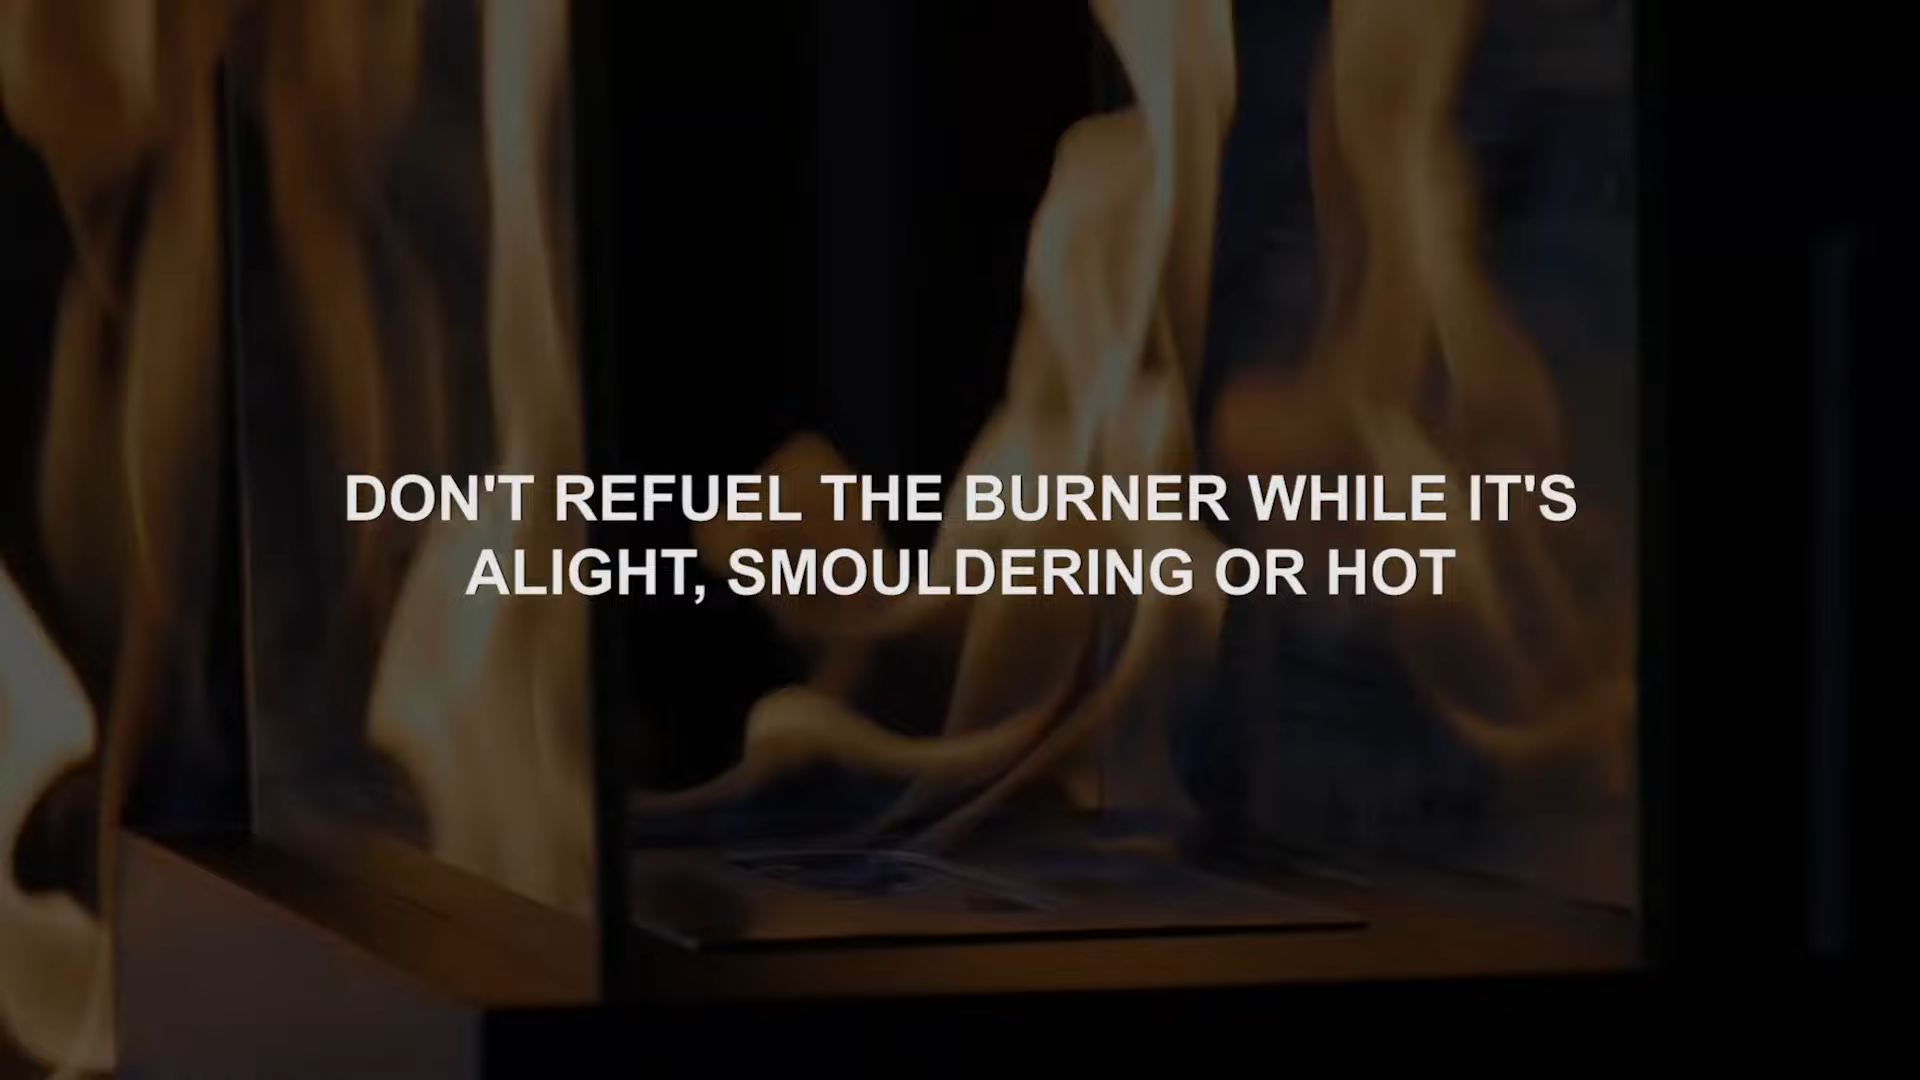 DON'T REFUEL THE BURNER WHILE IT'S
ALIGHT, SMOULDERING OR HOT